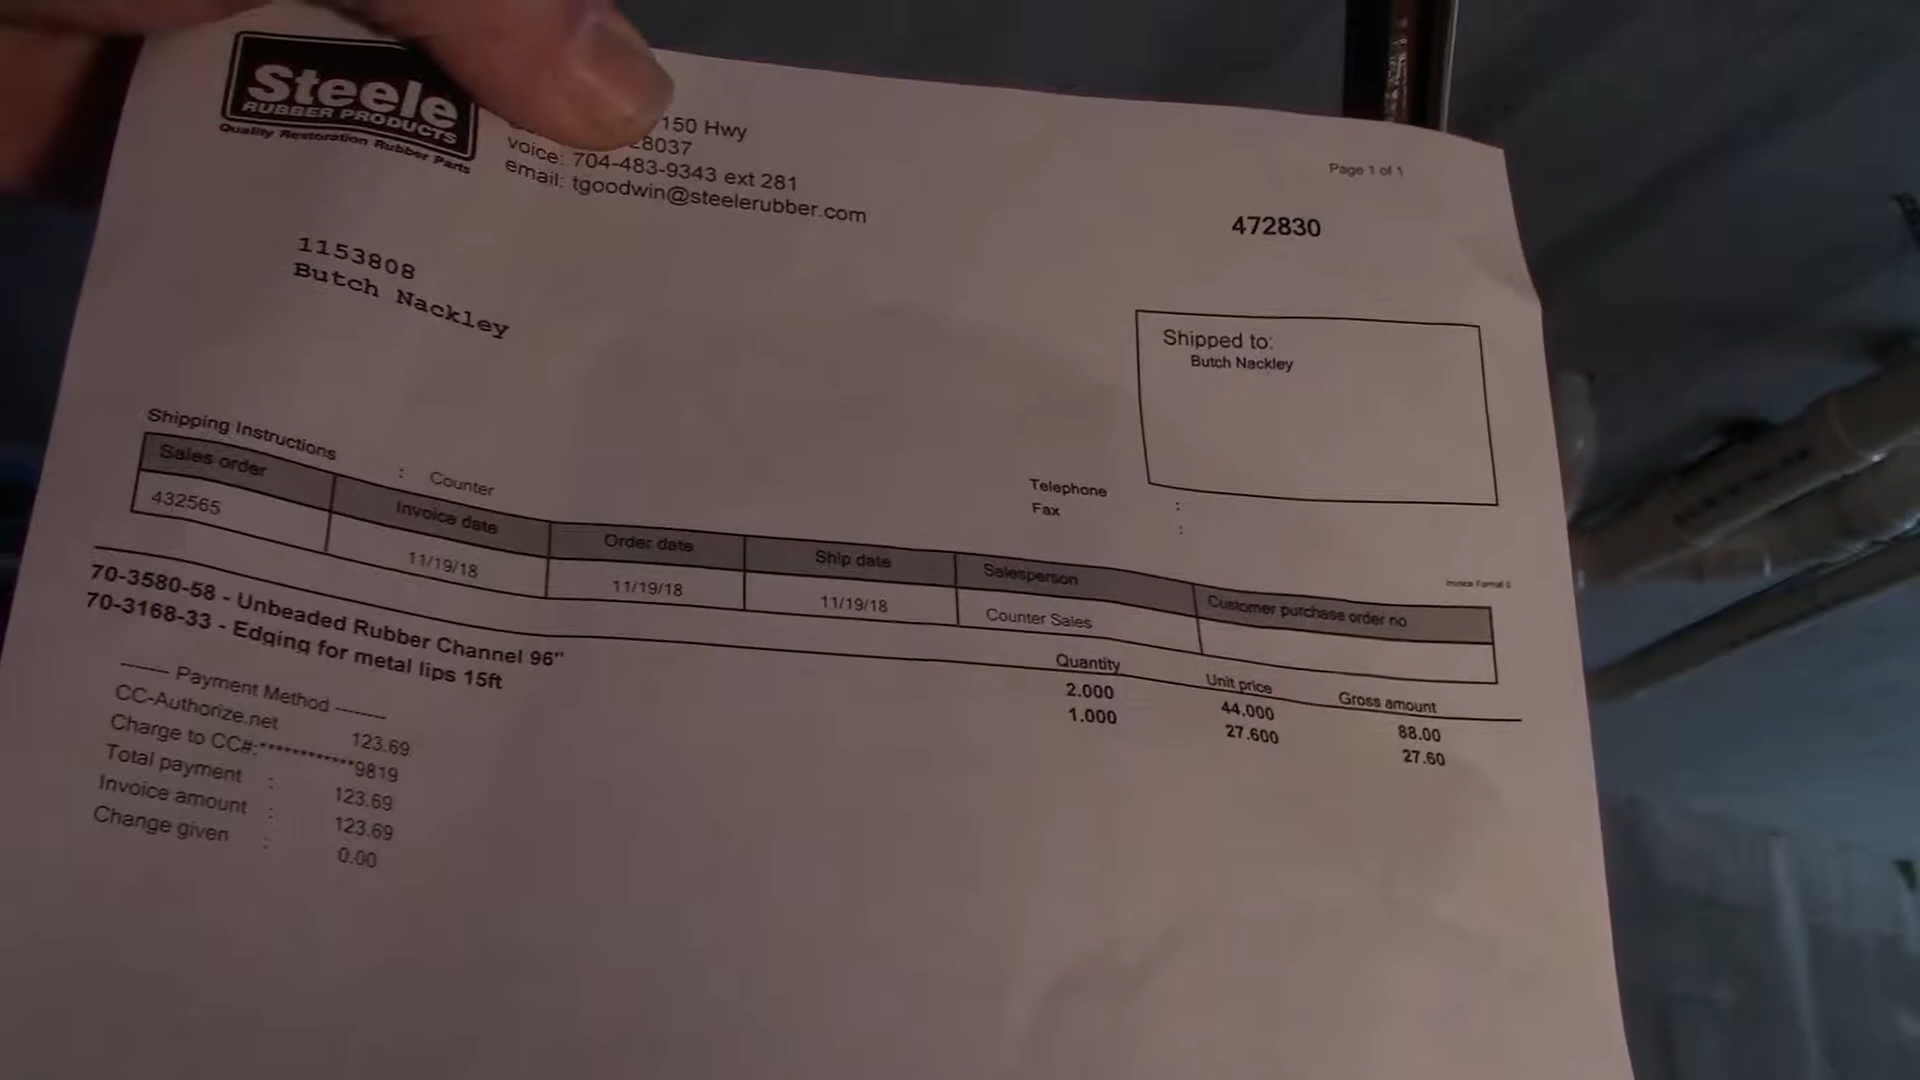 Steele
RUBBER PRODUCTS
Quality Restoration Rubber Parts
150 Hwy
28037
voice: 704-483-9343 ext 281
email: tgoodwin@steelerubber.com
Page 1 of 1
472830
1153808
Butch Nackley
Shipped to:
Butch Nackley
Shipping Instructions : Counter
Telephone :
Fax :
Invoice Format S
Sales order Invoice date Order date Ship date Salesperson Customer purchase order no
432565 11/19/18 11/19/18 11/19/18 Counter Sales
Quantity Unit price Gross amount
70-3580-58 - Unbeaded Rubber Channel 96" 2.000 44.000 88.00
70-3168-33 - Edging for metal lips 15ft 1.000 27.600 27.60
------- Payment Method -------
CC-Authorize.net 123.69
Charge to CC#:************9819
Total payment : 123.69
Invoice amount : 123.69
Change given : 0.00